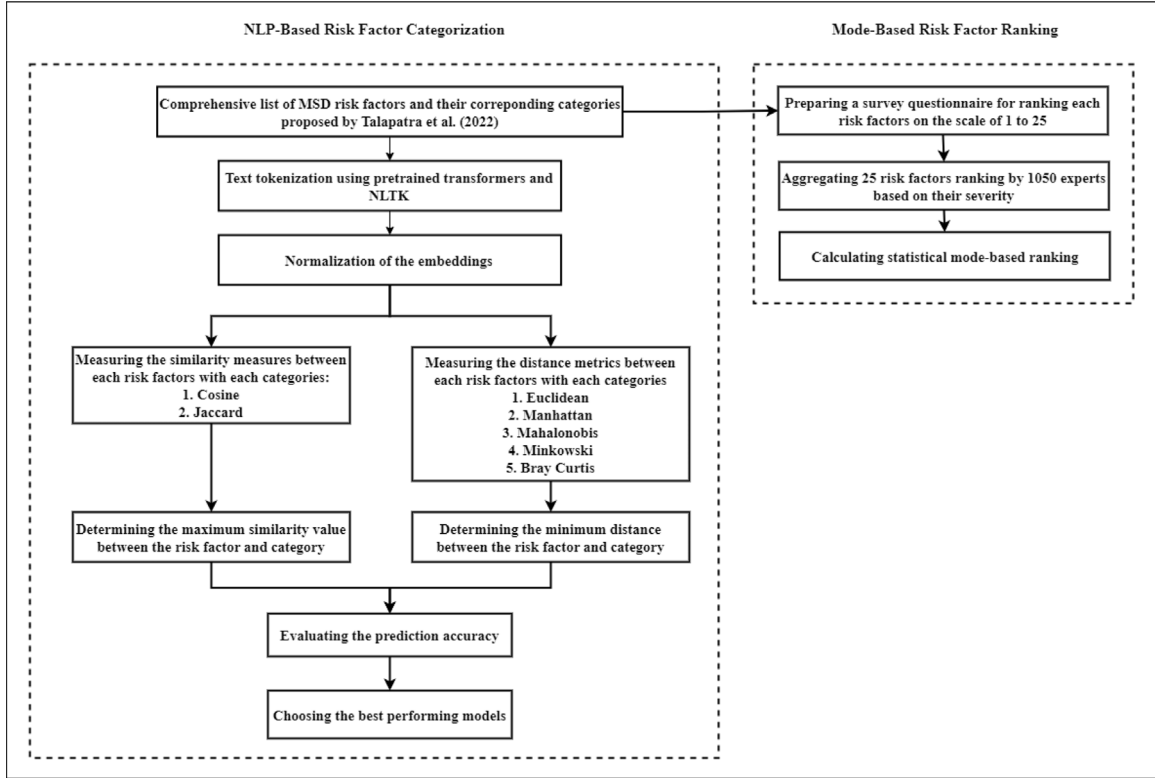 NLP-Based Risk Factor Categorization
Comprehensive list of MSD risk factors and their correponding categories
proposed by Talapatra et al. (2022)
Text tokenization using pretrained transformers and
NLTK
Normalization of the embeddings
Measuring the similarity measures between
each risk factors with each categories:
1. Cosine
2. Jaccard
Measuring the distance metrics between
each risk factors with each categories
1. Euclidean
2. Manhattan
3. Mahalonobis
4. Minkowski
5. Bray Curtis
Determining the maximum similarity value
between the risk factor and category
Determining the minimum distance
between the risk factor and category
Evaluating the prediction accuracy
Choosing the best performing models
Mode-Based Risk Factor Ranking
Preparing a survey questionnaire for ranking each
risk factors on the scale of 1 to 25
Aggregating 25 risk factors ranking by 1050 experts
based on their severity
Calculating statistical mode-based ranking